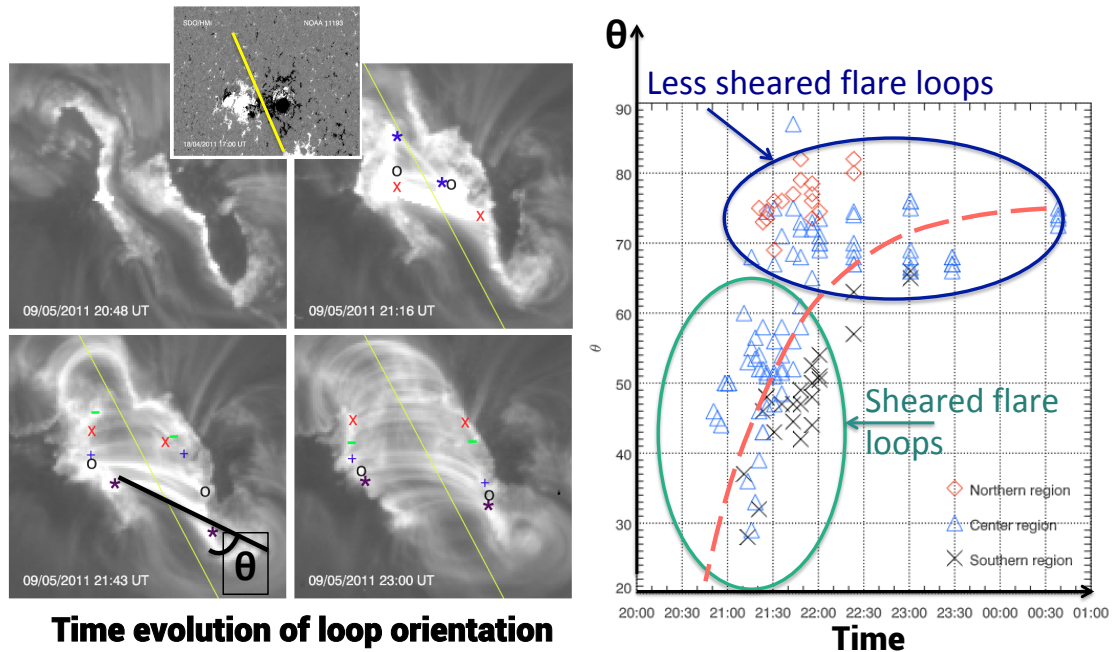 SDO/HMI NOAA 11193
18/04/2011 17:00 UT
09/05/2011 20:48 UT
O
O
X
X
09/05/2011 21:16 UT
X
X
+
+
O
O
*
*
θ
09/05/2011 21:43 UT
X
X
+
+
O
O
*
*
09/05/2011 23:00 UT
Time evolution of loop orientation
θ
Less sheared flare loops
90
80
70
60
θ
50
40
30
20
Sheared flare
loops
Northern region
Center region
Southern region
20:00 20:30 21:00 21:30 22:00 22:30 23:00 23:30 00:00 00:30 01:00
Time